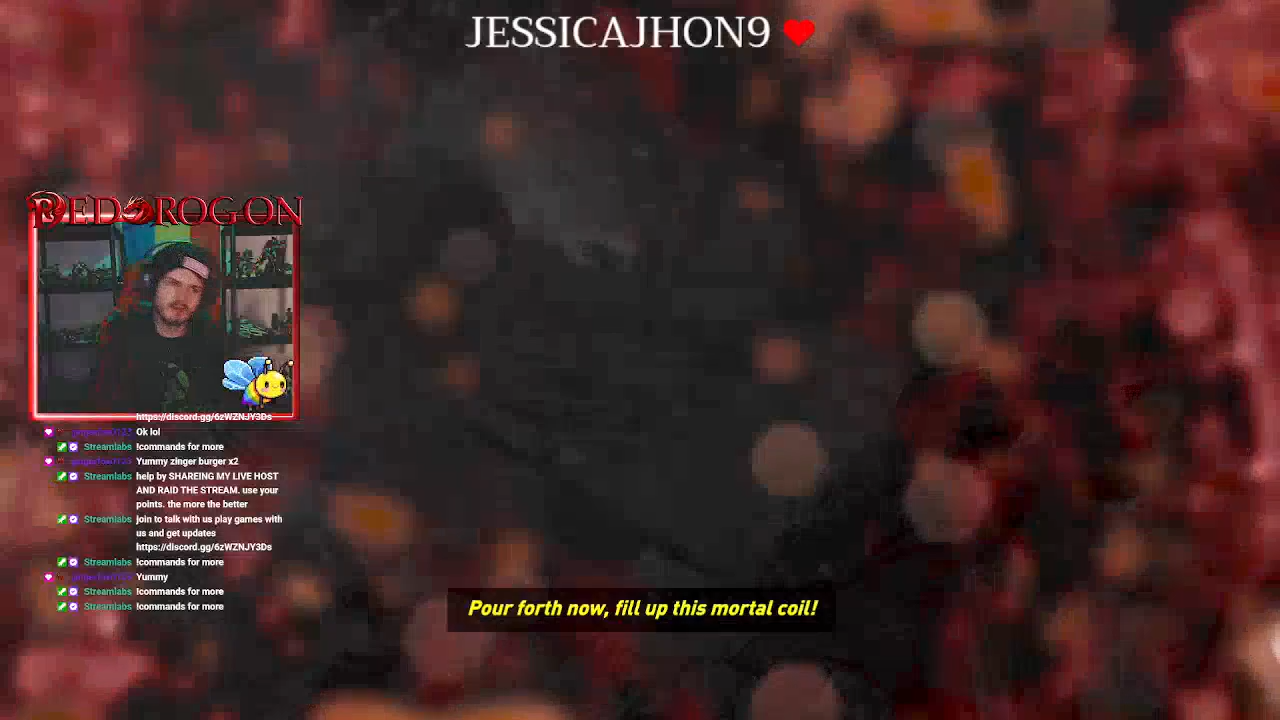 JESSICAJHON9
REDDROGON
https://discord.gg/6zWZNJY3Ds
Ok lol
Streamlabs !commands for more
Yummy zinger burger x2
Streamlabs help by SHAREING MY LIVE HOST
AND RAID THE STREAM. use your
points. the more the better
Streamlabs join to talk with us play games with
us and get updates
https://discord.gg/6zWZNJY3Ds
Streamlabs !commands for more
Yummy
Streamlabs !commands for more
Streamlabs !commands for more
Pour forth now, fill up this mortal coil!